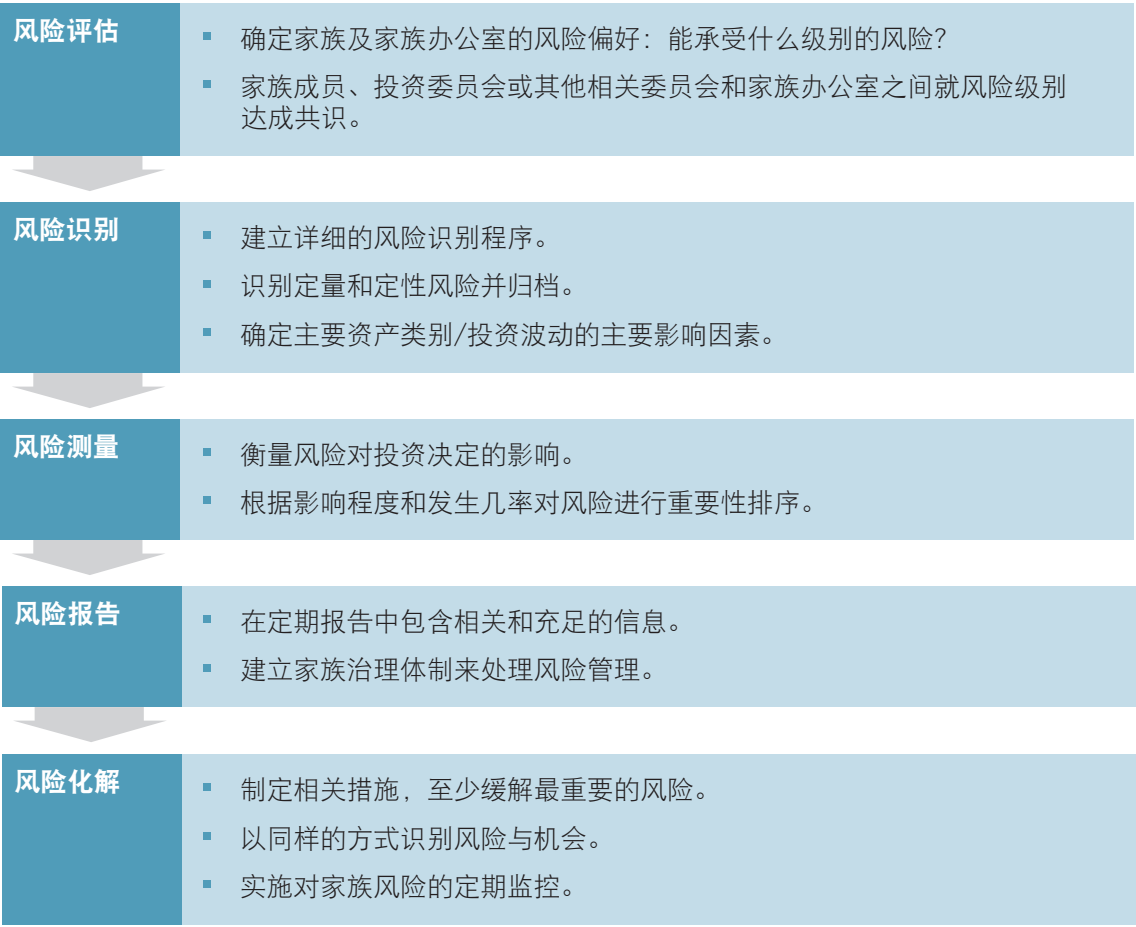 风险评估
确定家族及家族办公室的风险偏好：能承受什么级别的风险？
家族成员、投资委员会或其他相关委员会和家族办公室之间就风险级别
达成共识。
风险识别
建立详细的风险识别程序。
识别定量和定性风险并归档。
确定主要资产类别/投资波动的主要影响因素。
风险测量
衡量风险对投资决定的影响。
根据影响程度和发生几率对风险进行重要性排序。
风险报告
在定期报告中包含相关和充足的信息。
建立家族治理体制来处理风险管理。
风险化解
制定相关措施，至少缓解最重要的风险。
以同样的方式识别风险与机会。
实施对家族风险的定期监控。